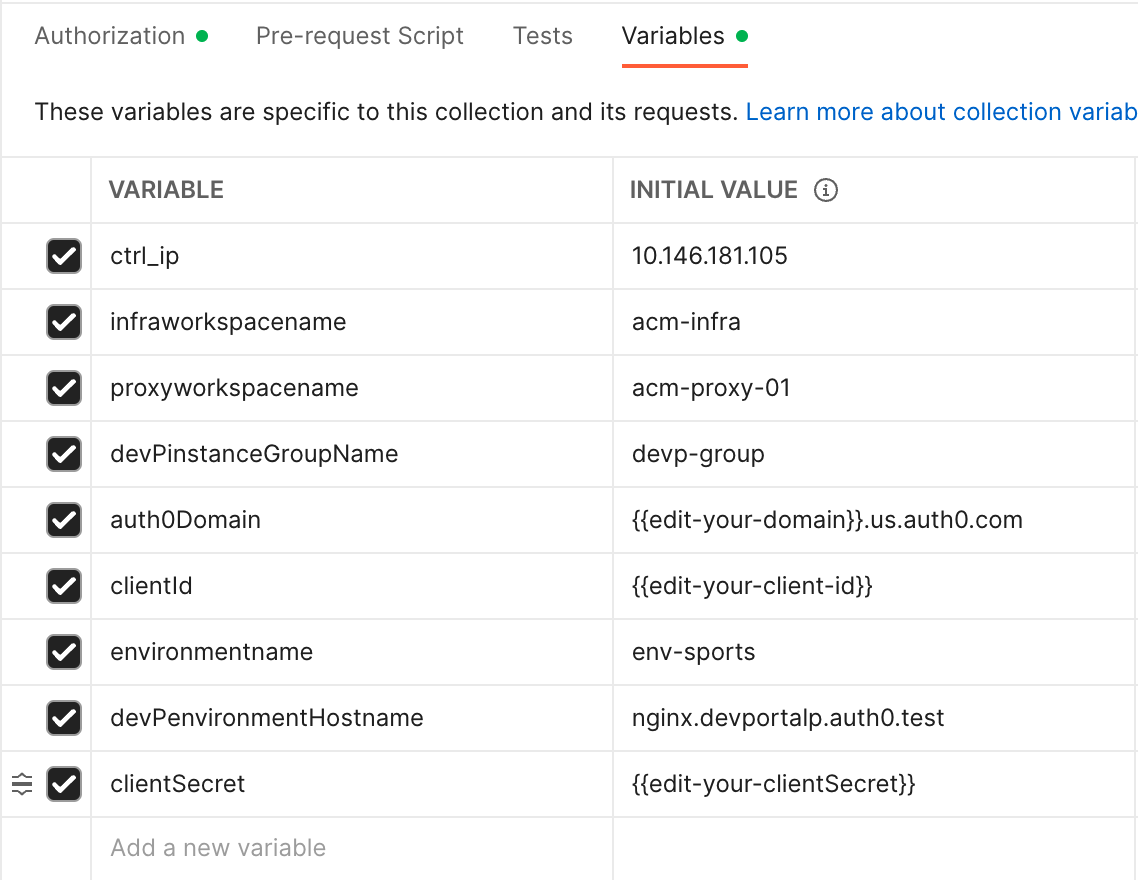 Authorization Pre-request Script Tests Variables
These variables are specific to this collection and its requests. Learn more about collection variab
VARIABLE INITIAL VALUE
ctrl_ip 10.146.181.105
infraworkspacename acm-infra
proxyworkspacename acm-proxy-01
devPinstanceGroupName devp-group
auth0Domain {{edit-your-domain}}.us.auth0.com
clientId {{edit-your-client-id}}
environmentname env-sports
devPenvironmentHostname nginx.devportalp.auth0.test
clientSecret {{edit-your-clientSecret}}
Add a new variable